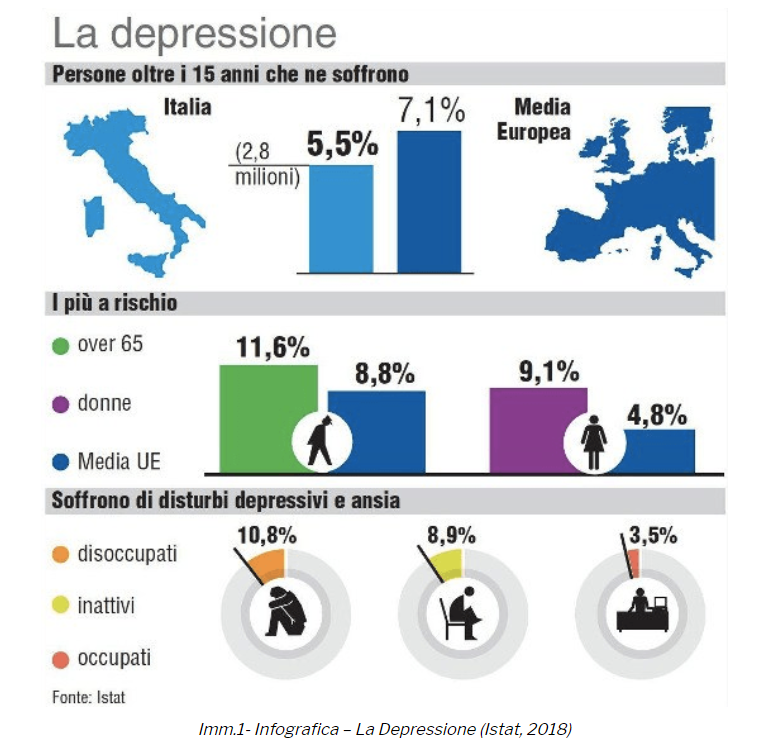 La depressione
Persone oltre i 15 anni che ne soffrono
Italia
(2,8
milioni)
5,5%
7,1%
Media
Europea
I più a rischio
over 65
donne
Media UE
11,6%
8,8%
9,1%
4,8%
Soffrono di disturbi depressivi e ansia
disoccupati
inattivi
occupati
10,8%
8,9%
3,5%
Fonte: Istat
Imm.1- Infografica – La Depressione (Istat, 2018)